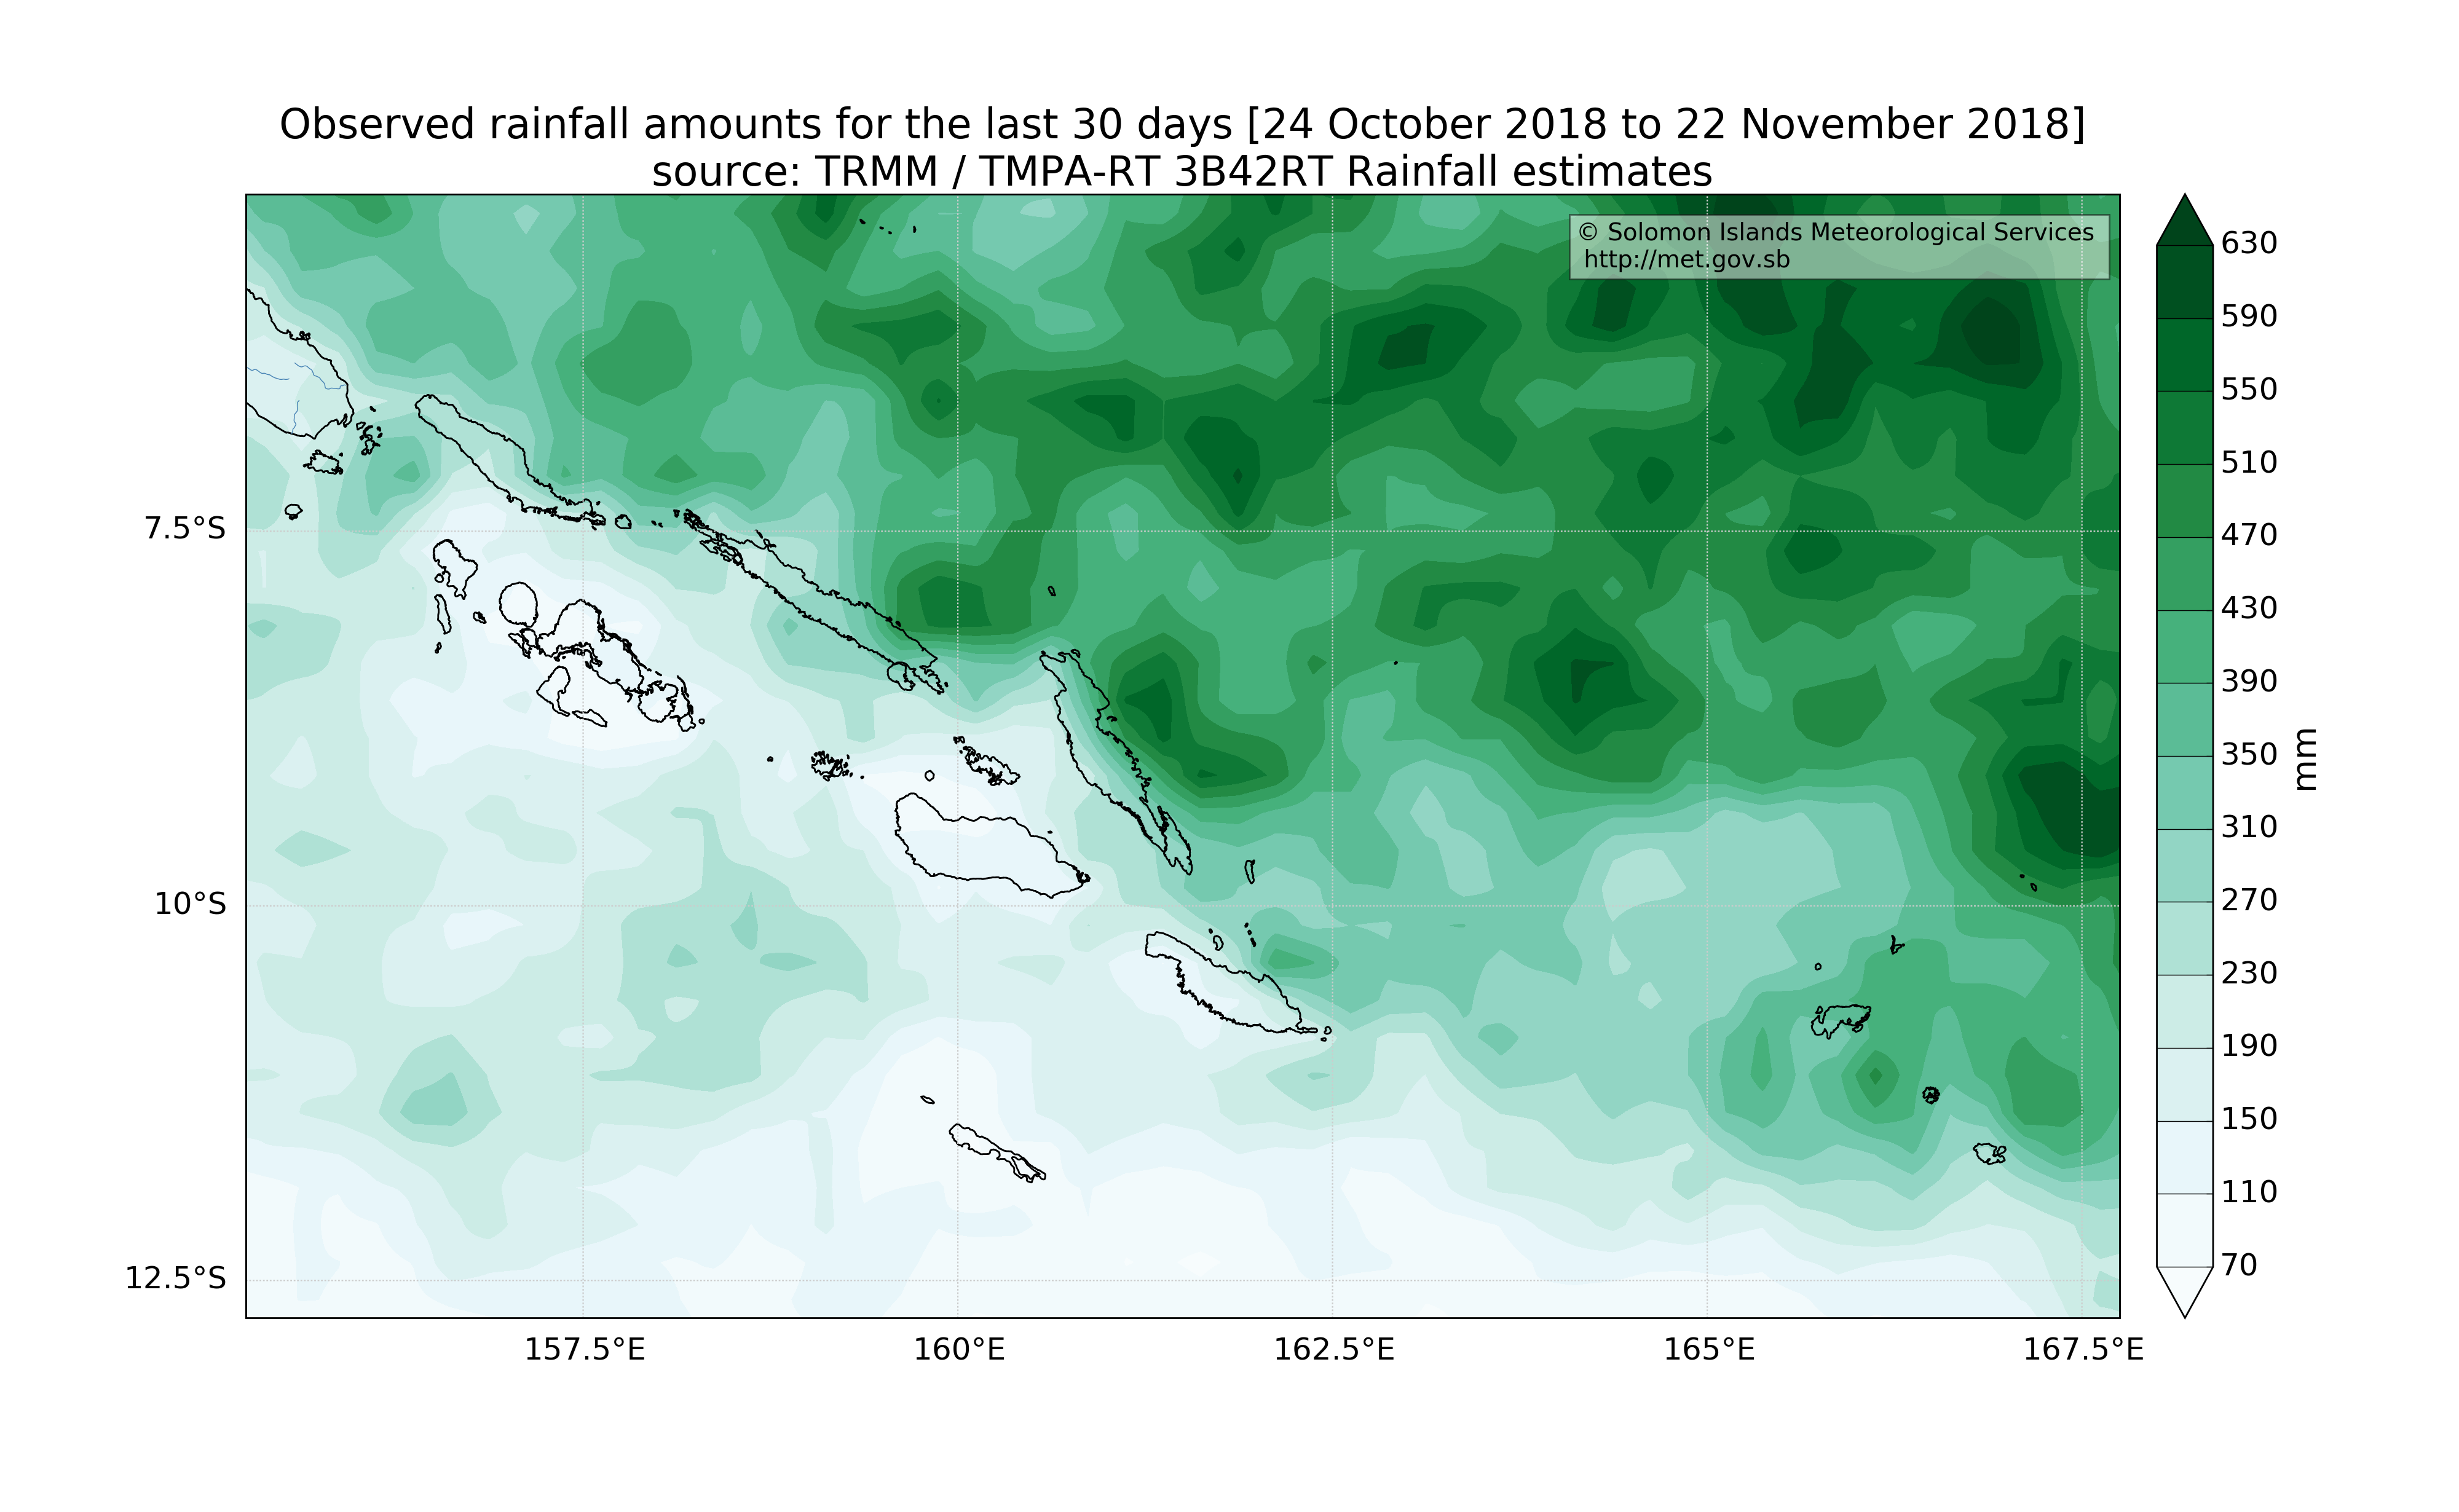 Observed rainfall amounts for the last 30 days [24 October 2018 to 22 November 2018]
source: TRMM / TMPA-RT 3B42RT Rainfall estimates
© Solomon Islands Meteorological Services
http://met.gov.sb
7.5°S
10°S
12.5°S
157.5°E
160°E
162.5°E
165°E
167.5°E
630
590
550
510
470
430
390
350
310
270
230
190
150
110
70
mm